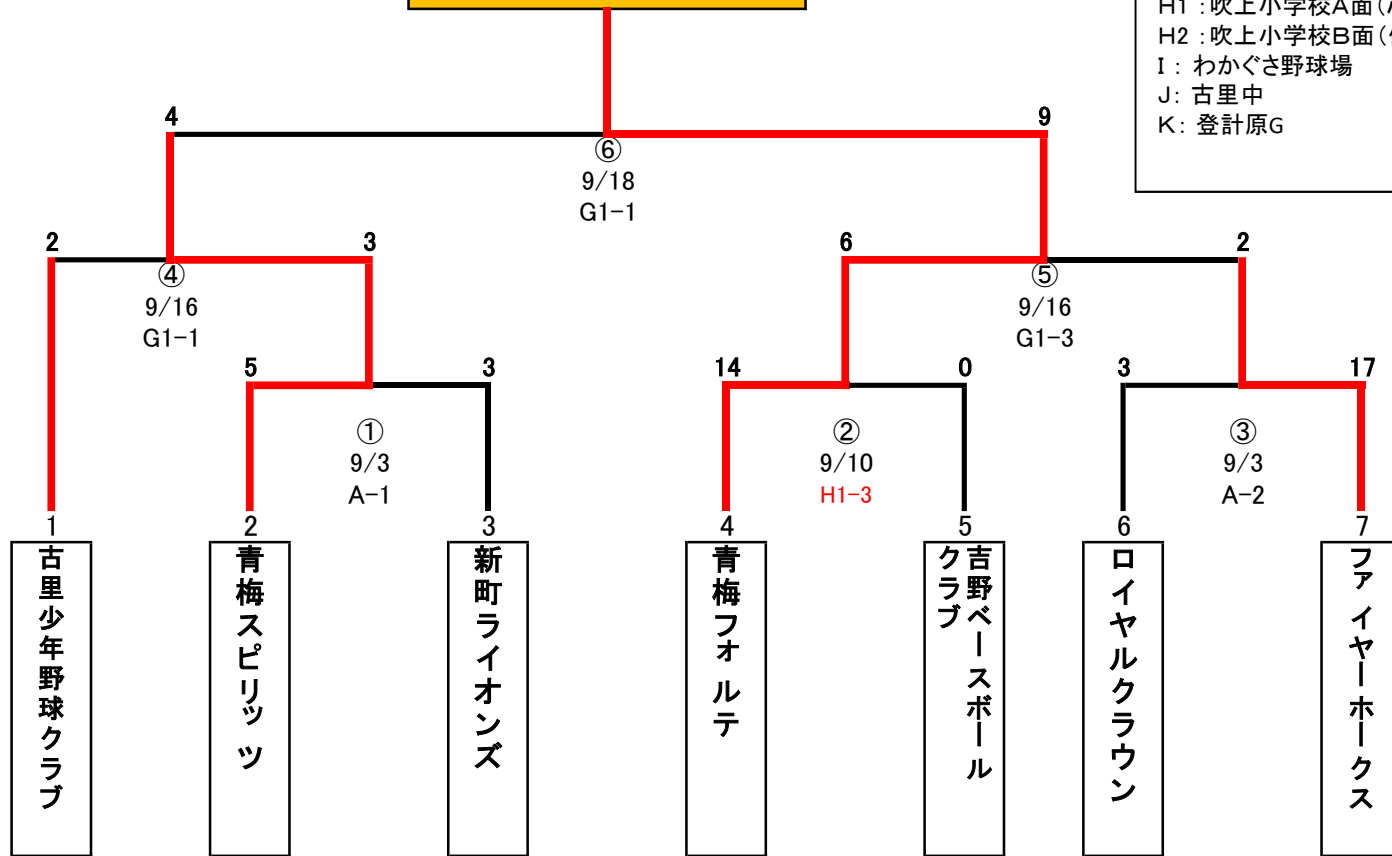 H1：吹上小学校A面（
H2：吹上小学校B面（
I：わかぐさ野球場
J：古里中
K：登計原G
4
9
⑥
9/18
G1-1
2
3
6
2
④
9/16
G1-1
⑤
9/16
G1-3
5
3
14
0
3
17
①
9/3
A-1
②
9/10
H1-3
③
9/3
A-2
1
2
3
4
5
6
7
古里少年野球クラブ
青梅スピリッツ
新町ライオンズ
青梅フォルテ
吉野ベースボール
クラブ
ロイヤルクラウン
ファイヤーホークス